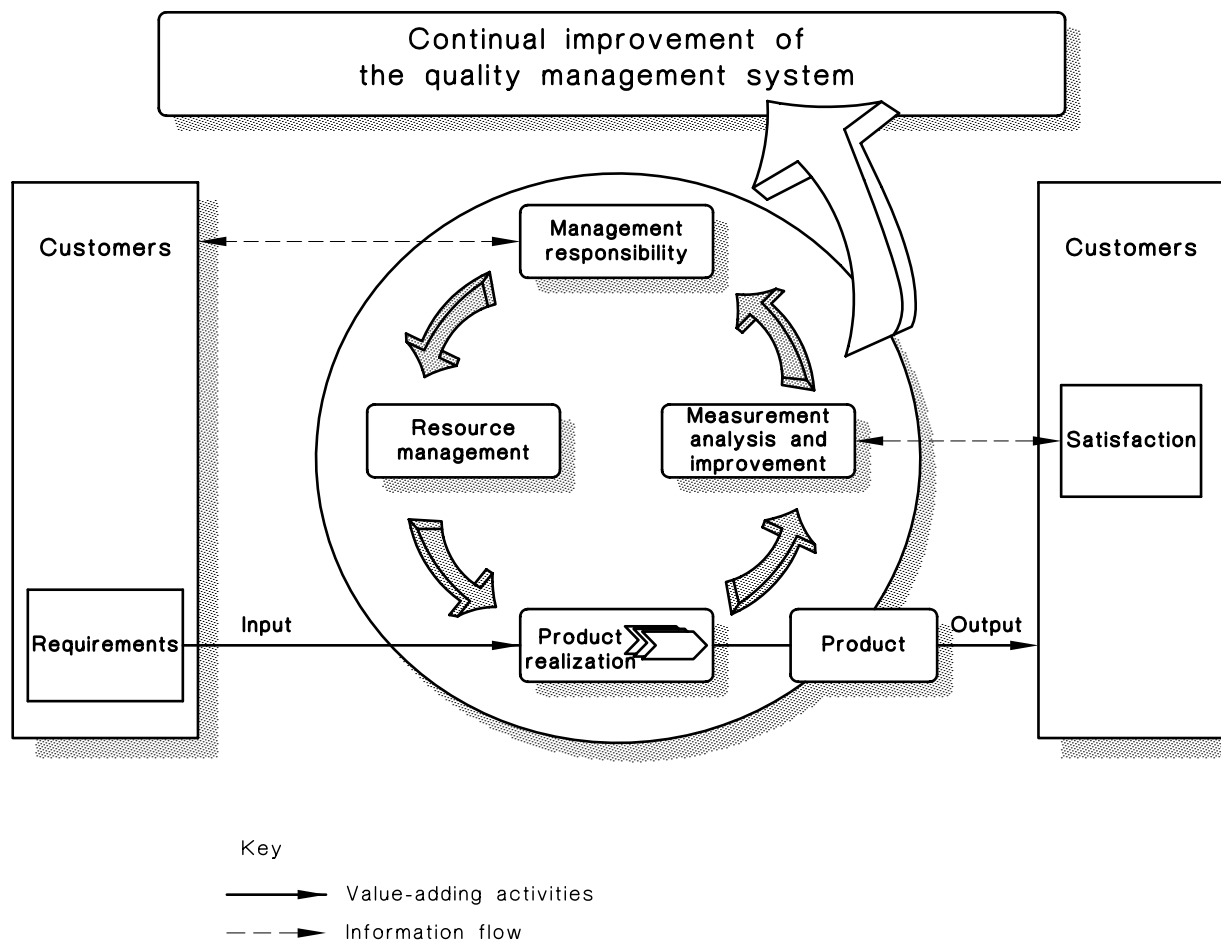 Continual improvement of
the quality management system
Customers
Management
responsibility
Customers
Resource
management
Measurement
analysis and
improvement
Satisfaction
Requirements
Input
Product
realization
Product
Output
Key
Value-adding activities
Information flow